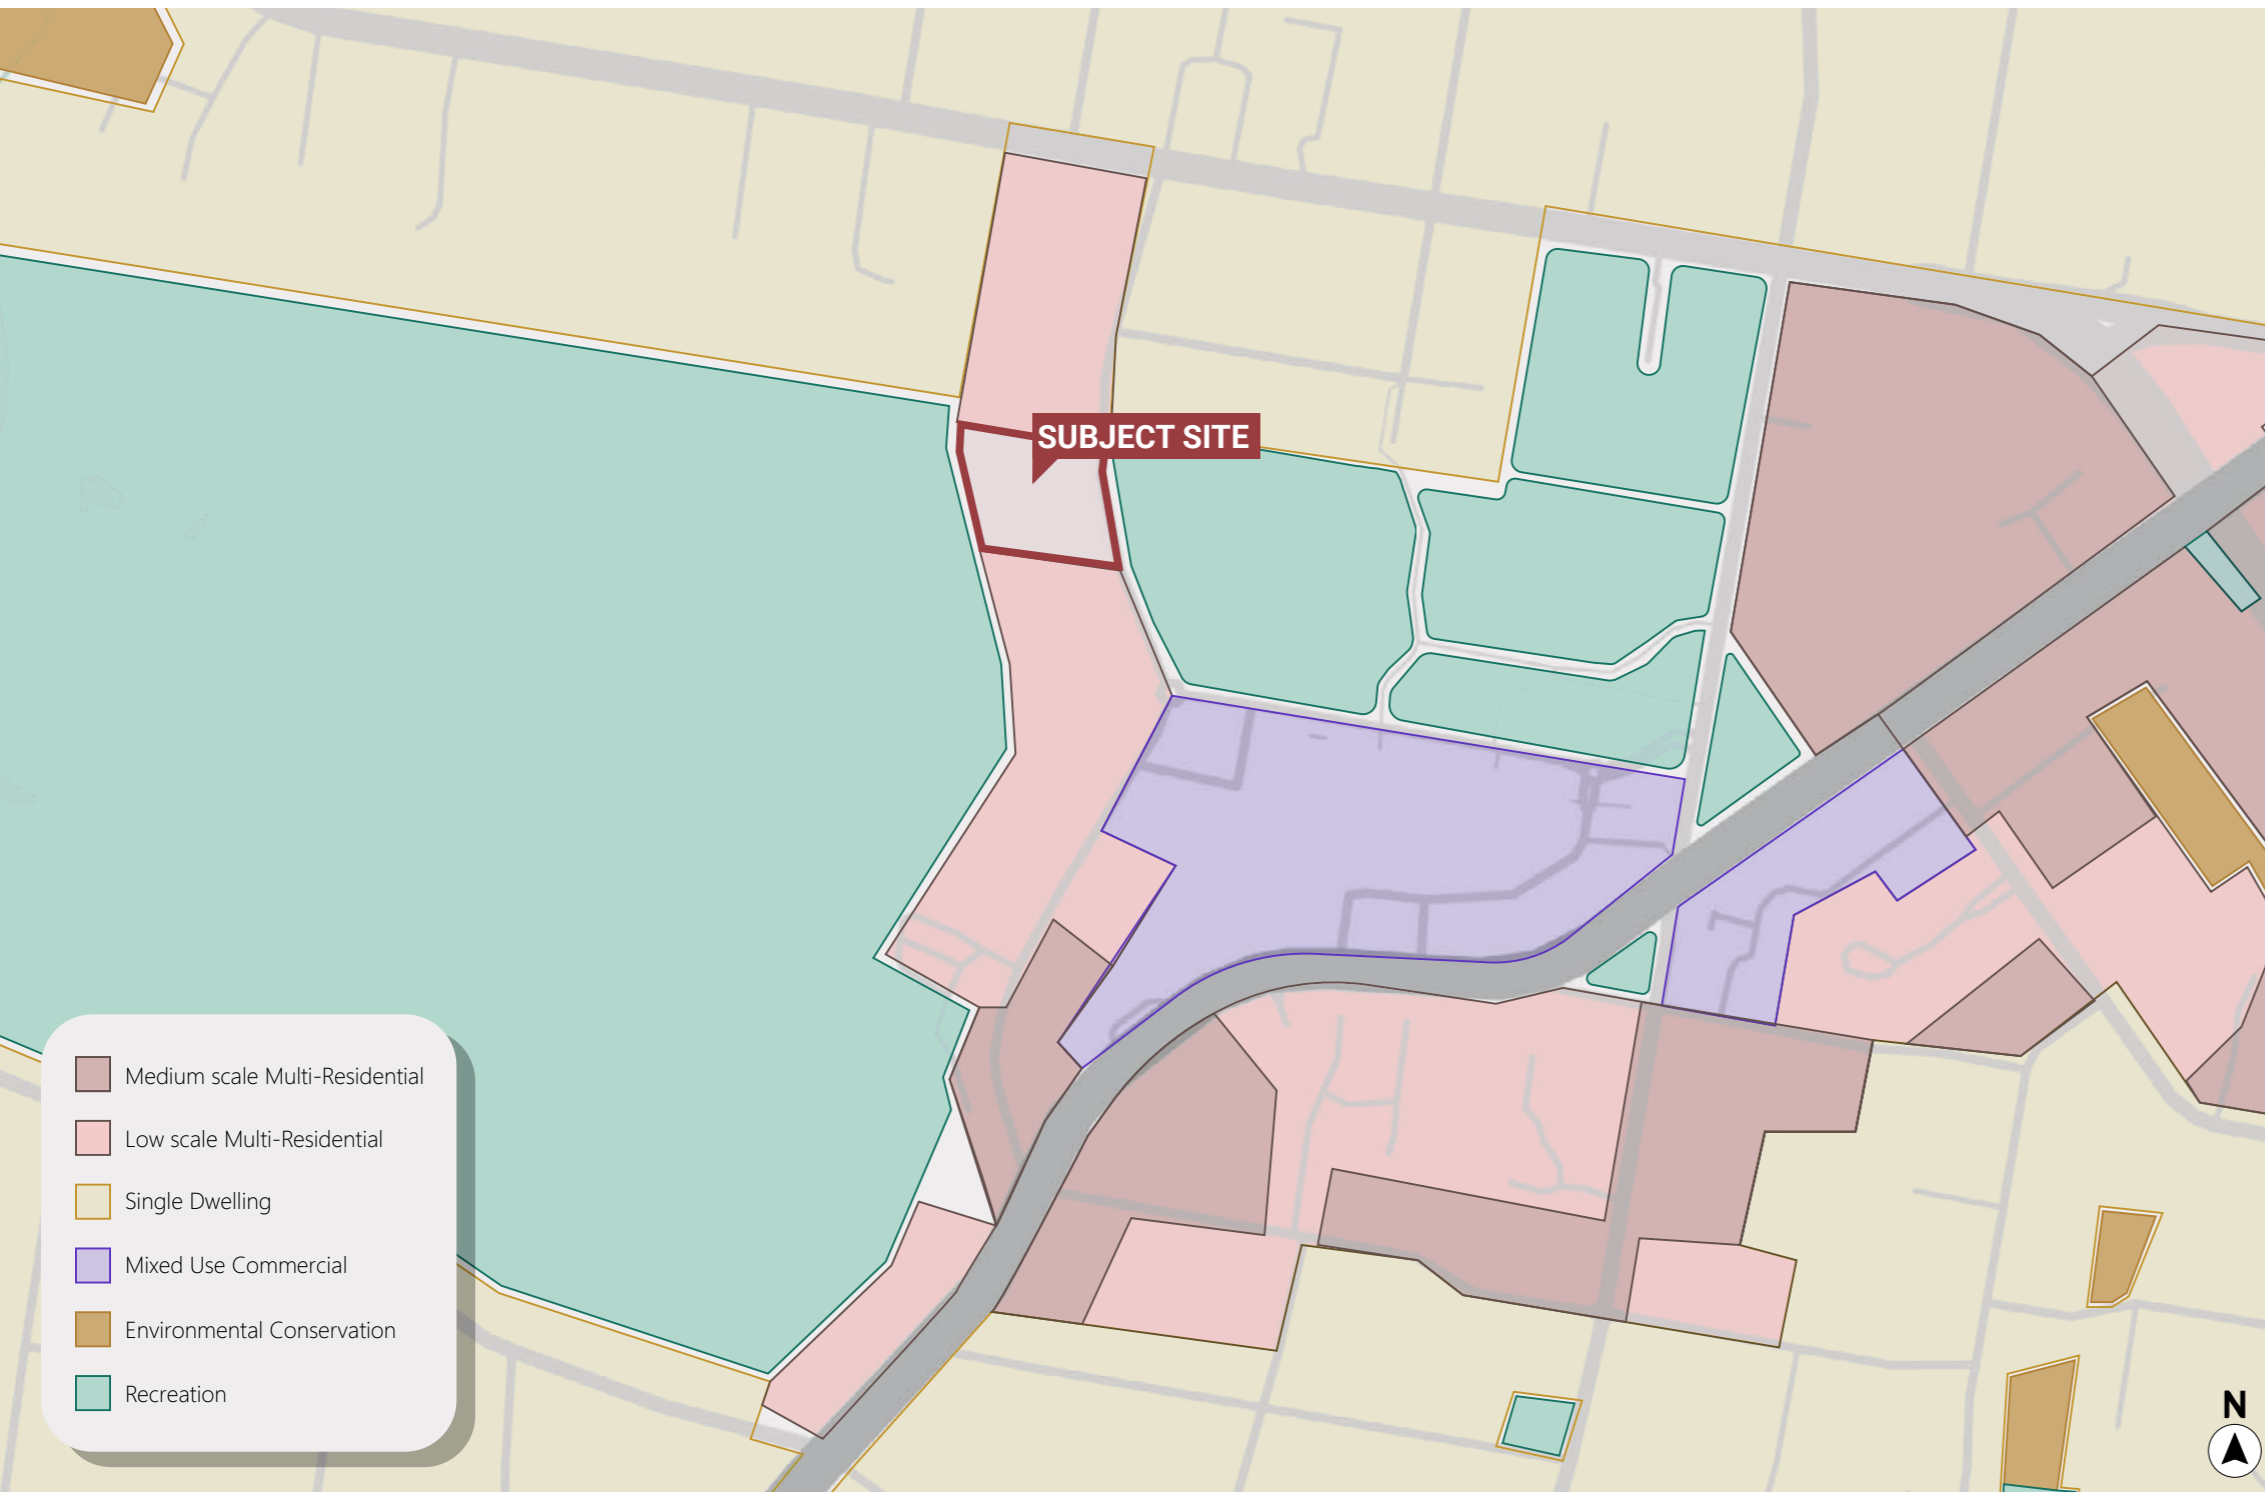 SUBJECT SITE
Medium scale Multi-Residential
Low scale Multi-Residential
Single Dwelling
Mixed Use Commercial
Environmental Conservation
Recreation
N